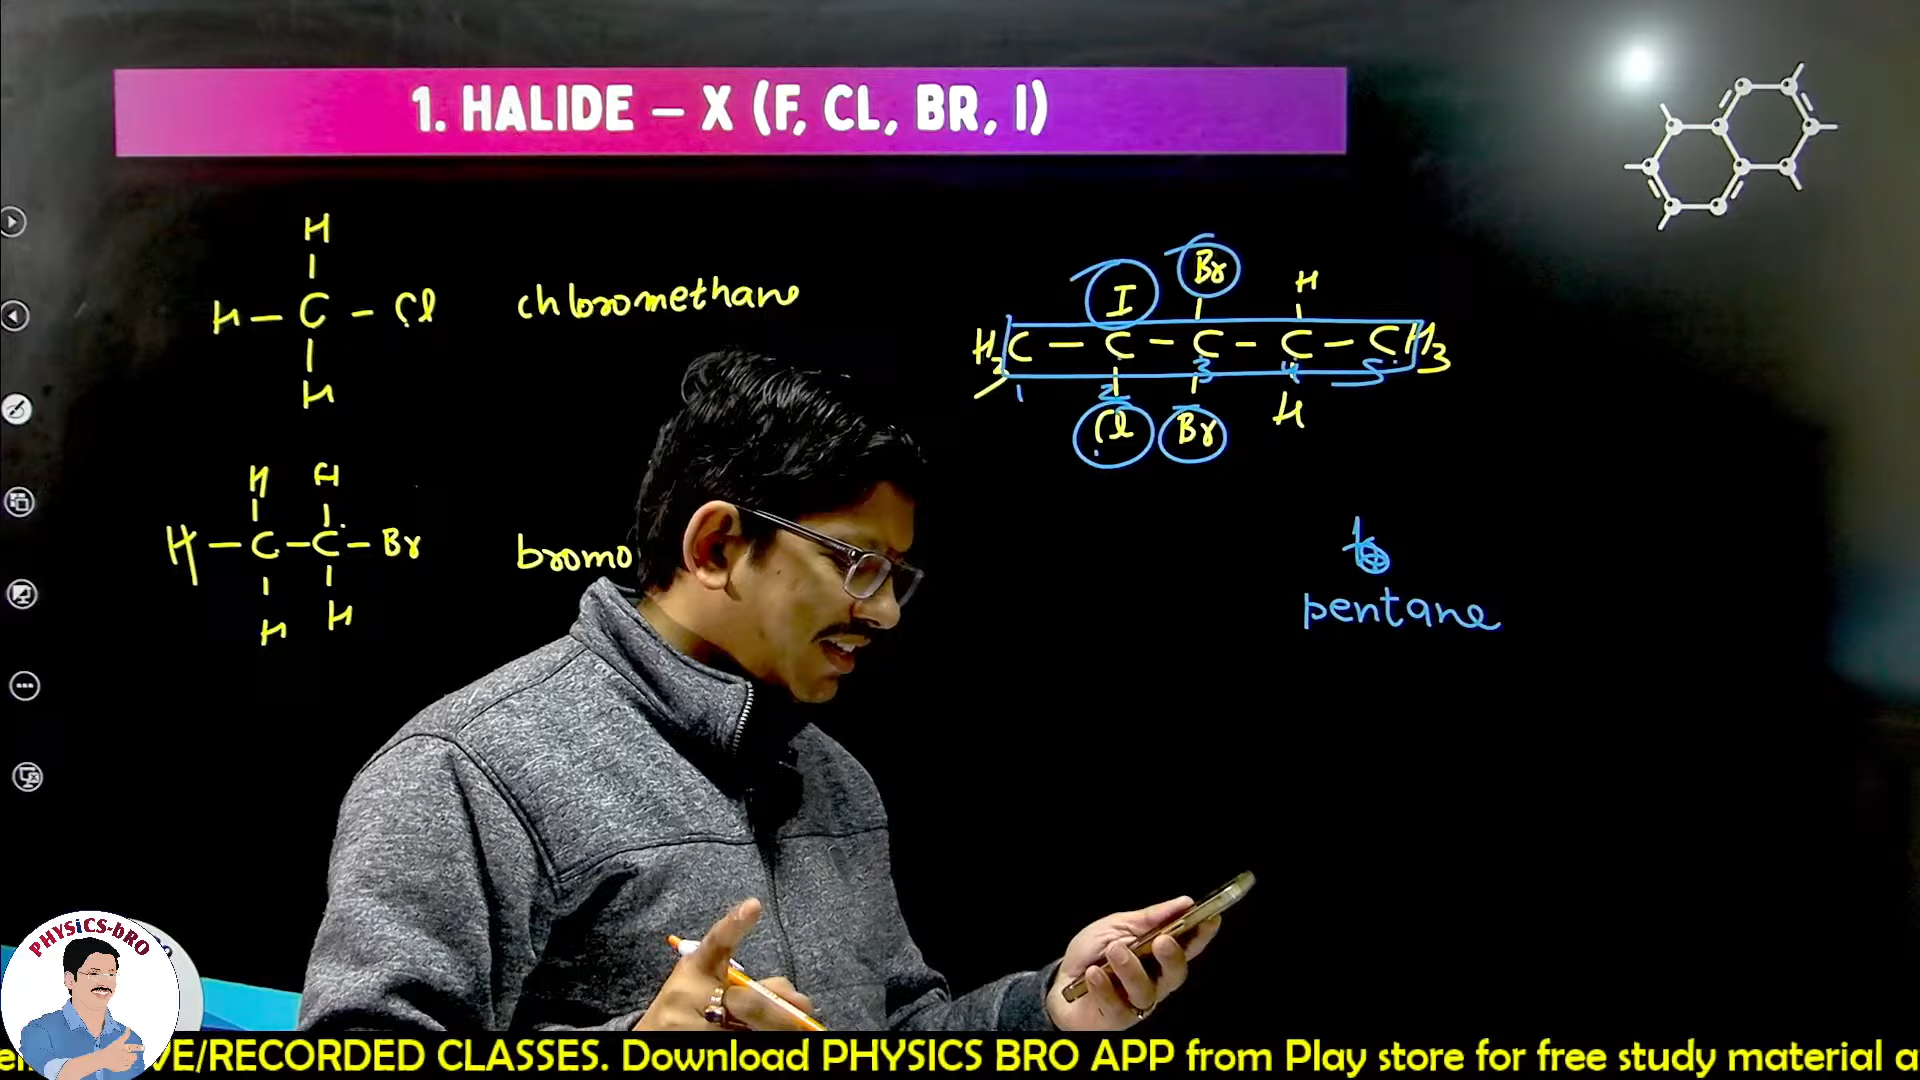 1. HALIDE – X (F, CL, BR, I)
H
H – C – Cl
H
chloromethane
H H
H – C – C – Br
H H
bromo
I Br H
H3C – C – C – C – CH3
1 2 3 4 5
Cl Br H
pentane
PHYSiCS-bRO
VE/RECORDED CLASSES. Download PHYSICS BRO APP from Play store for free study material a